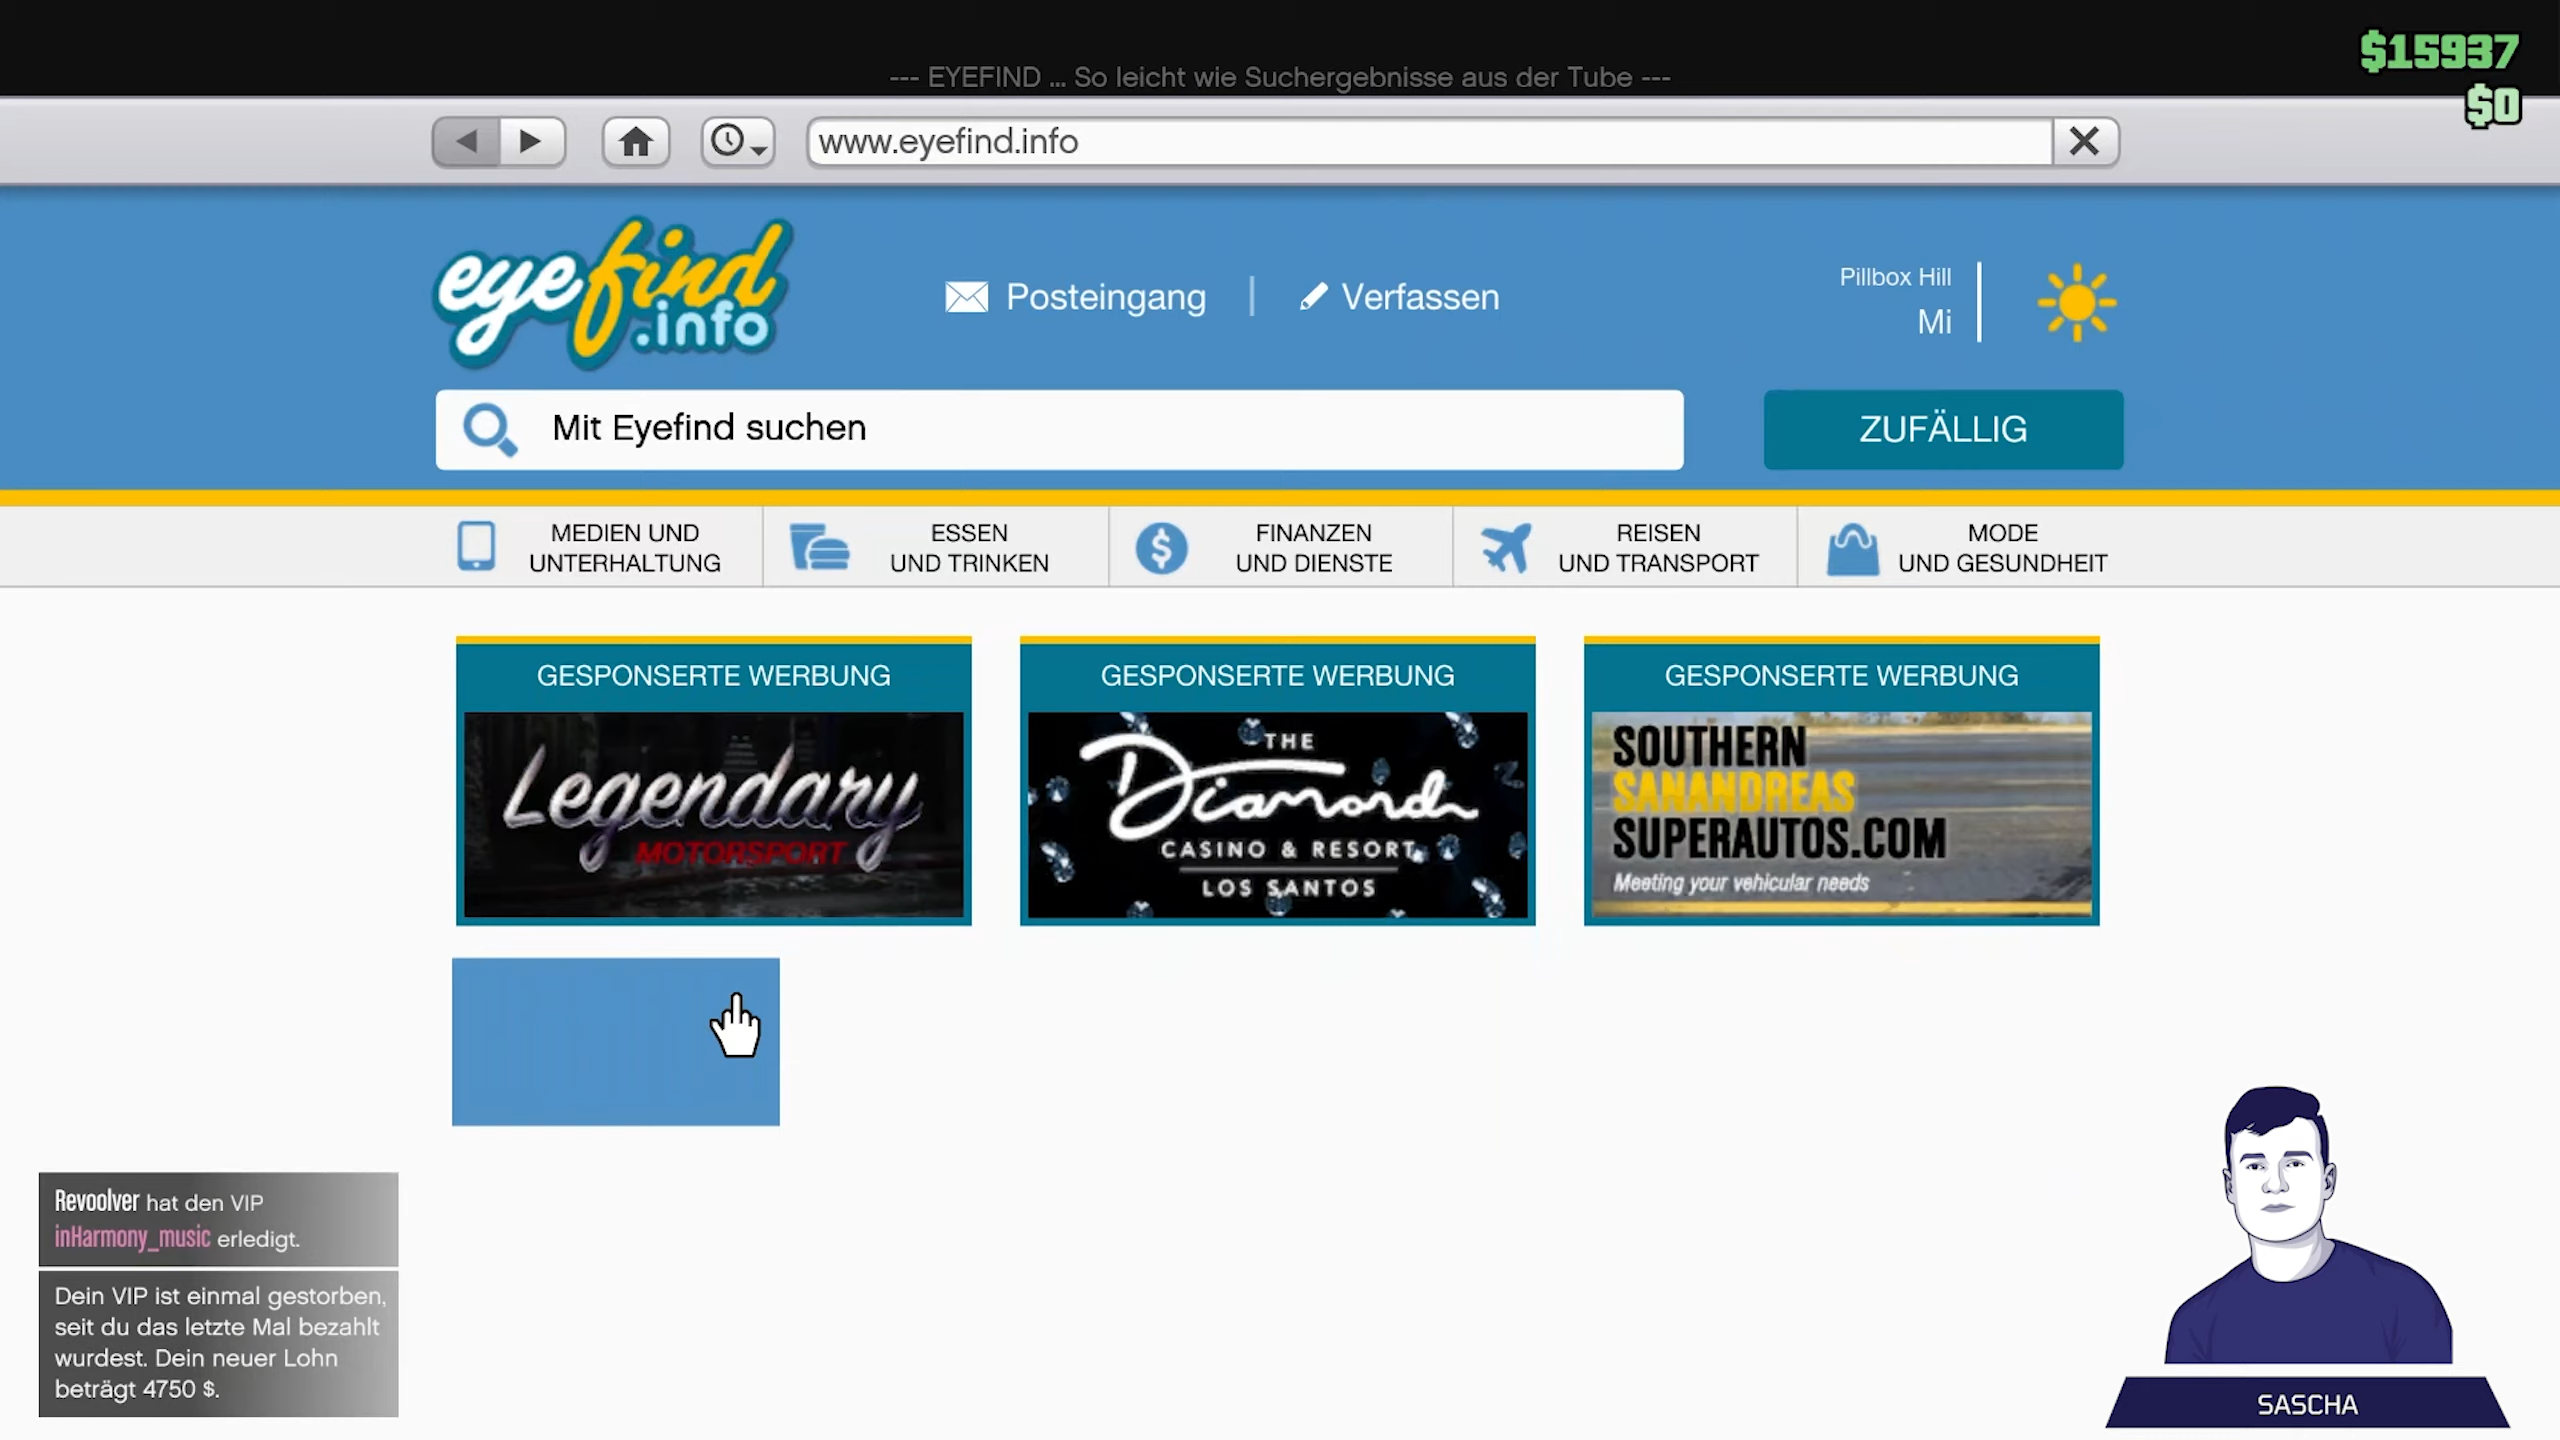 --- EYEFIND ... So leicht wie Suchergebnisse aus der Tube ---
$15937
$0
www.eyefind.info
eyefind
.info
Posteingang
Verfassen
Pillbox Hill
Mi
Mit Eyefind suchen
ZUFÄLLIG
MEDIEN UND
UNTERHALTUNG
ESSEN
UND TRINKEN
FINANZEN
UND DIENSTE
REISEN
UND TRANSPORT
MODE
UND GESUNDHEIT
GESPONSERTE WERBUNG
Legendary
MOTORSPORT
GESPONSERTE WERBUNG
THE
Diamond
CASINO & RESORT
LOS SANTOS
GESPONSERTE WERBUNG
SOUTHERN
SANANDREAS
SUPERAUTOS.COM
Meeting your vehicular needs
Revoolver hat den VIP
inHarmony_music erledigt.
Dein VIP ist einmal gestorben,
seit du das letzte Mal bezahlt
wurdest. Dein neuer Lohn
beträgt 4750 $.
SASCHA